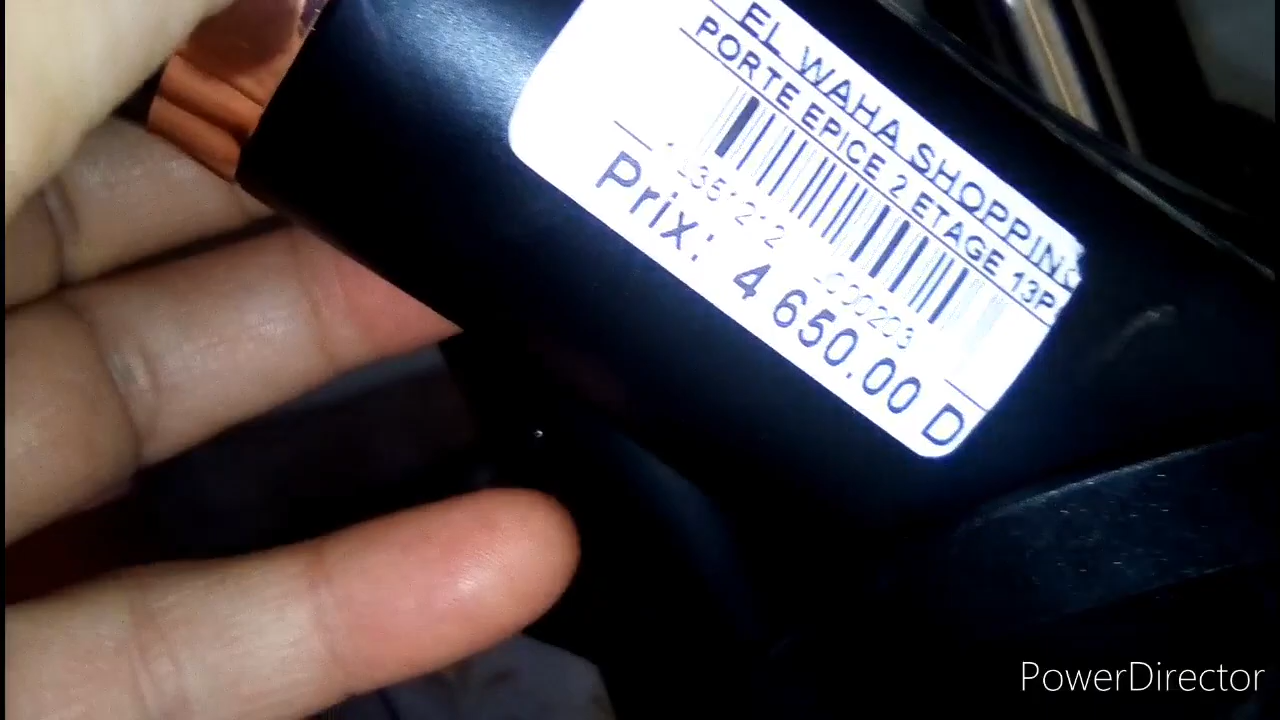 EL WAHA SHOPPING
PORTE EPICE 2 ETAGE 13P
Prix: 4 650.00 D
PowerDirector